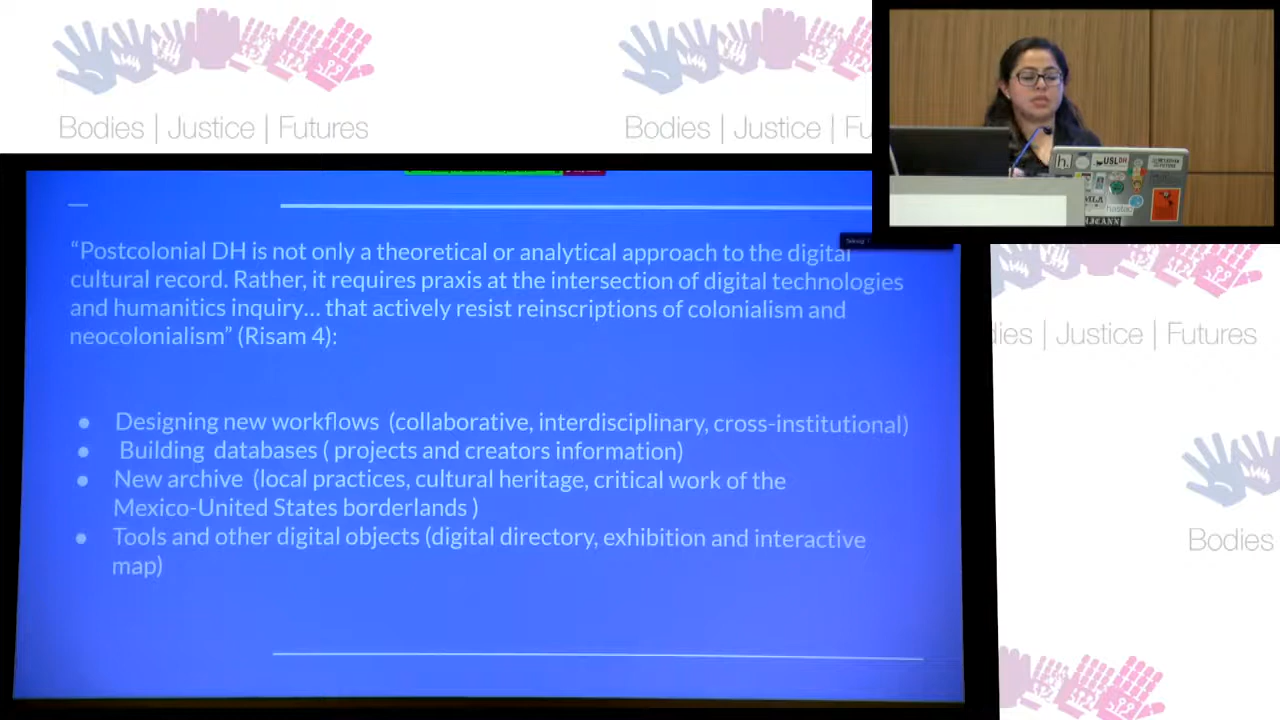 Bodies | Justice | Futures
Bodies | Justice | Fu
"Postcolonial DH is not only a theoretical or analytical approach to the digital
cultural record. Rather, it requires praxis at the intersection of digital technologies
and humanitics inquiry... that actively resist reinscriptions of colonialism and
neocolonialism" (Risam 4):
● Designing new workflows (collaborative, interdisciplinary, cross-institutional)
● Building databases ( projects and creators information)
● New archive (local practices, cultural heritage, critical work of the
Mexico-United States borderlands )
● Tools and other digital objects (digital directory, exhibition and interactive
map)
h.
USLDH
hastac
dies | Justice | Futures
Bodies